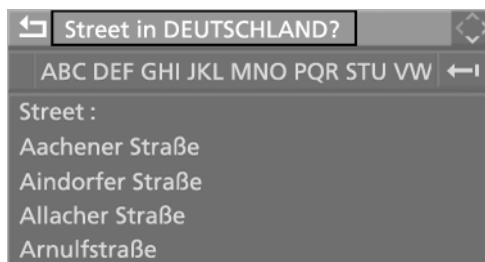 Street in DEUTSCHLAND?
ABC DEF GHI JKL MNO PQR STU VW
Street :
Aachener Straße
Aindorfer Straße
Allacher Straße
Arnulfstraße